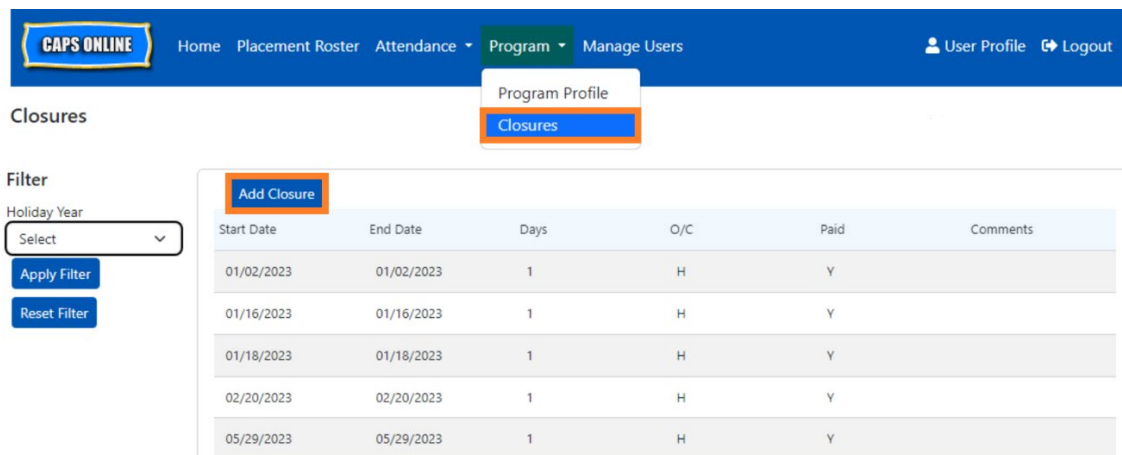 CAPS ONLINE Home Placement Roster Attendance Program Manage Users User Profile Logout
Program Profile
Closures
Closures
Filter
Holiday Year
Select
Apply Filter
Reset Filter
Add Closure
Start Date End Date Days O/C Paid Comments
01/02/2023 01/02/2023 1 H Y
01/16/2023 01/16/2023 1 H Y
01/18/2023 01/18/2023 1 H Y
02/20/2023 02/20/2023 1 H Y
05/29/2023 05/29/2023 1 H Y